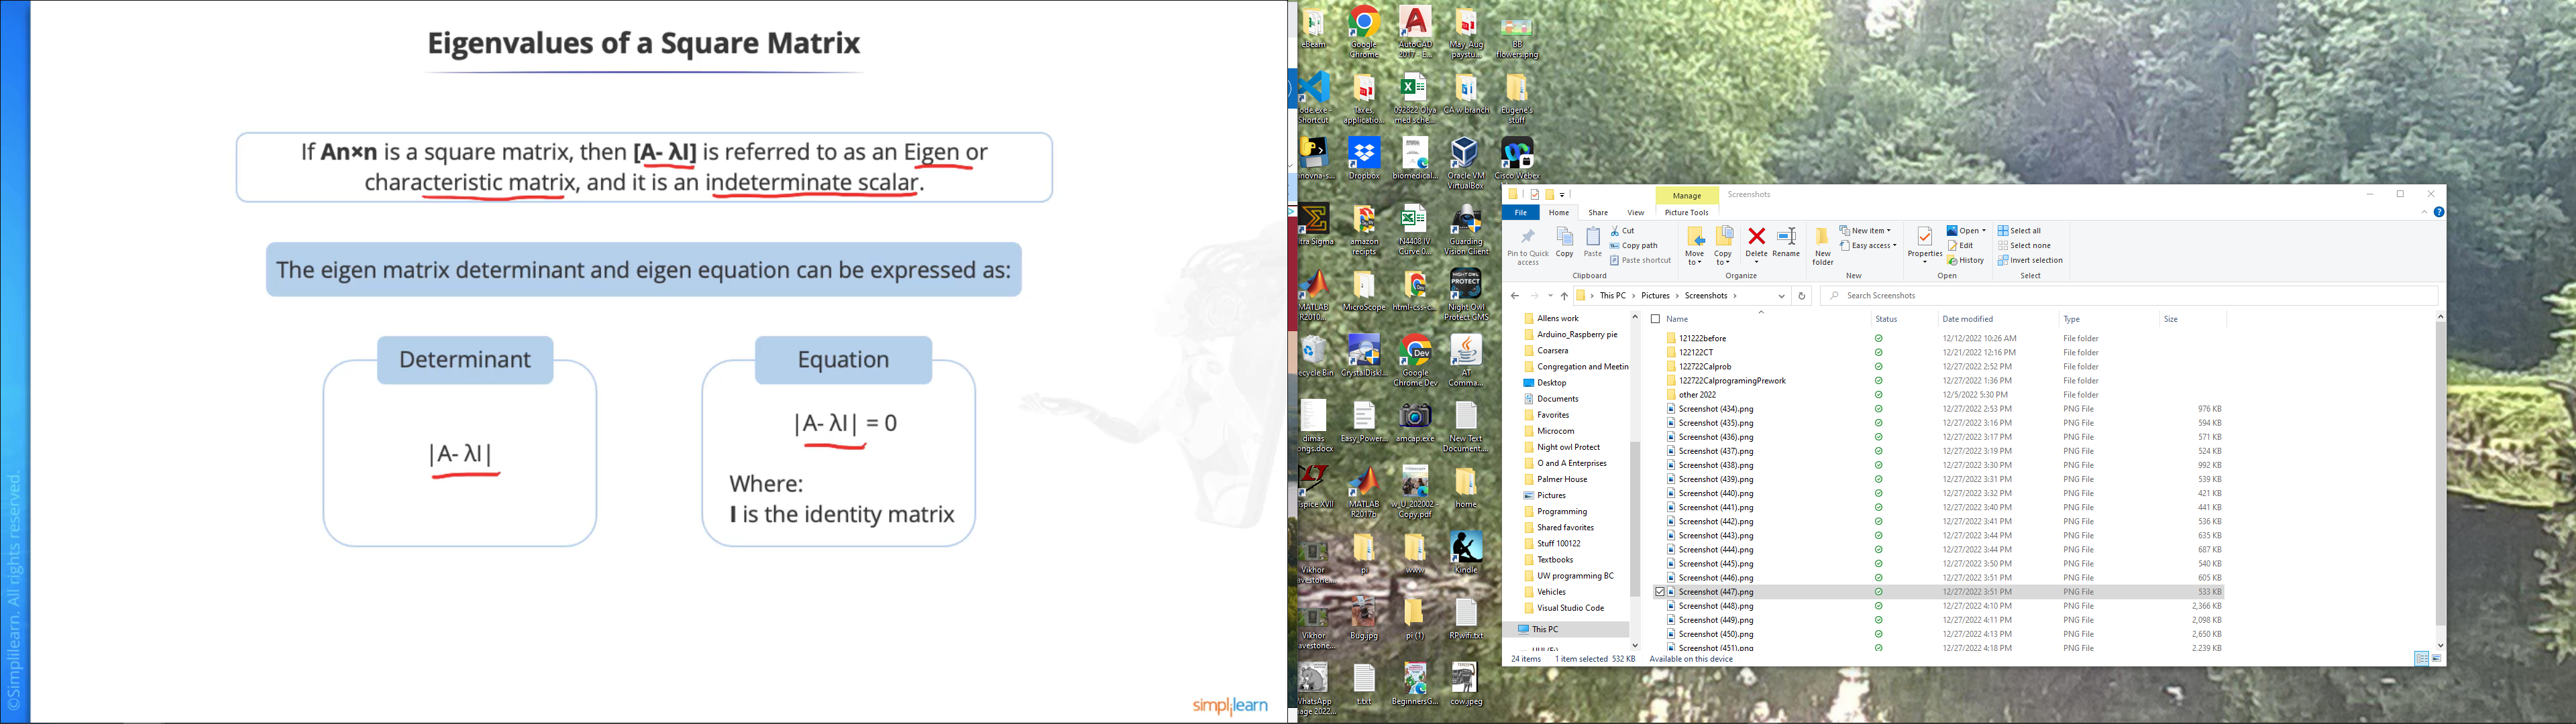 Eigenvalues of a Square Matrix
If An×n is a square matrix, then [A- λI] is referred to as an Eigen or
characteristic matrix, and it is an indeterminate scalar.
The eigen matrix determinant and eigen equation can be expressed as:
Determinant
|A- λI|
Equation
|A- λI| = 0
Where:
I is the identity matrix
©Simplilearn. All rights reserved.
simplilearn
eBeam
Google
Chrome
AutoCAD
2017 - E...
May_Aug
paystu...
BB
flowers.png
ode.exe -
Shortcut
Taxes,
applicatio...
092822 Olya
med sche...
CA w branch
Eugene's
stuff
novna-s...
Dropbox
biomedical...
Oracle VM
VirtualBox
Cisco Webex
ltra Sigma
amazon
recipts
N4408 IV
Curve 0...
Guarding
Vision Client
MATLAB
R2010...
MicroScope
html-css-c...
Night Owl
Protect GMS
ecycle Bin
CrystalDiskI...
Google
Chrome Dev
AT
Comma...
dimas
ongs.docx
Easy_Power...
amcap.exe
New Text
Document...
tspice XVII
MATLAB
R2017b
w_U_202002 -
Copy.pdf
home
Vikhor
avestone...
pi
www
Kindle
Vikhor
avestone...
Bug.jpg
pi (1)
RPwifi.txt
WhatsApp
age 2022...
t.txt
BeginnersG...
cow.jpeg
Manage
Screenshots
File
Home
Share
View
Picture Tools
Pin to Quick
access
Copy
Paste
Cut
Copy path
Paste shortcut
Clipboard
Move
to
Copy
to
Delete
Rename
Organize
New
folder
New item
Easy access
New
Properties
Open
Edit
History
Open
Select all
Select none
Invert selection
Select
This PC > Pictures > Screenshots >
Search Screenshots
Allens work
Arduino_Raspberry pie
Coarsera
Congregation and Meetin
Desktop
Documents
Favorites
Microcom
Night owl Protect
O and A Enterprises
Palmer House
Pictures
Programming
Shared favorites
Stuff 100122
Textbooks
UW programming BC
Vehicles
Visual Studio Code
This PC
Name Status Date modified Type Size
121222before 12/12/2022 10:26 AM File folder
122122CT 12/21/2022 12:16 PM File folder
122722Calprob 12/27/2022 2:52 PM File folder
122722CalprogramingPrework 12/27/2022 1:36 PM File folder
other 2022 12/5/2022 5:30 PM File folder
Screenshot (434).png 12/27/2022 2:53 PM PNG File 976 KB
Screenshot (435).png 12/27/2022 3:16 PM PNG File 594 KB
Screenshot (436).png 12/27/2022 3:17 PM PNG File 571 KB
Screenshot (437).png 12/27/2022 3:19 PM PNG File 524 KB
Screenshot (438).png 12/27/2022 3:30 PM PNG File 992 KB
Screenshot (439).png 12/27/2022 3:31 PM PNG File 539 KB
Screenshot (440).png 12/27/2022 3:32 PM PNG File 421 KB
Screenshot (441).png 12/27/2022 3:40 PM PNG File 441 KB
Screenshot (442).png 12/27/2022 3:41 PM PNG File 536 KB
Screenshot (443).png 12/27/2022 3:44 PM PNG File 635 KB
Screenshot (444).png 12/27/2022 3:44 PM PNG File 687 KB
Screenshot (445).png 12/27/2022 3:50 PM PNG File 540 KB
Screenshot (446).png 12/27/2022 3:51 PM PNG File 605 KB
Screenshot (447).png 12/27/2022 3:51 PM PNG File 533 KB
Screenshot (448).png 12/27/2022 4:10 PM PNG File 2,366 KB
Screenshot (449).png 12/27/2022 4:11 PM PNG File 2,098 KB
Screenshot (450).png 12/27/2022 4:13 PM PNG File 2,650 KB
Screenshot (451).png 12/27/2022 4:18 PM PNG File 2,239 KB
24 items 1 item selected 532 KB Available on this device